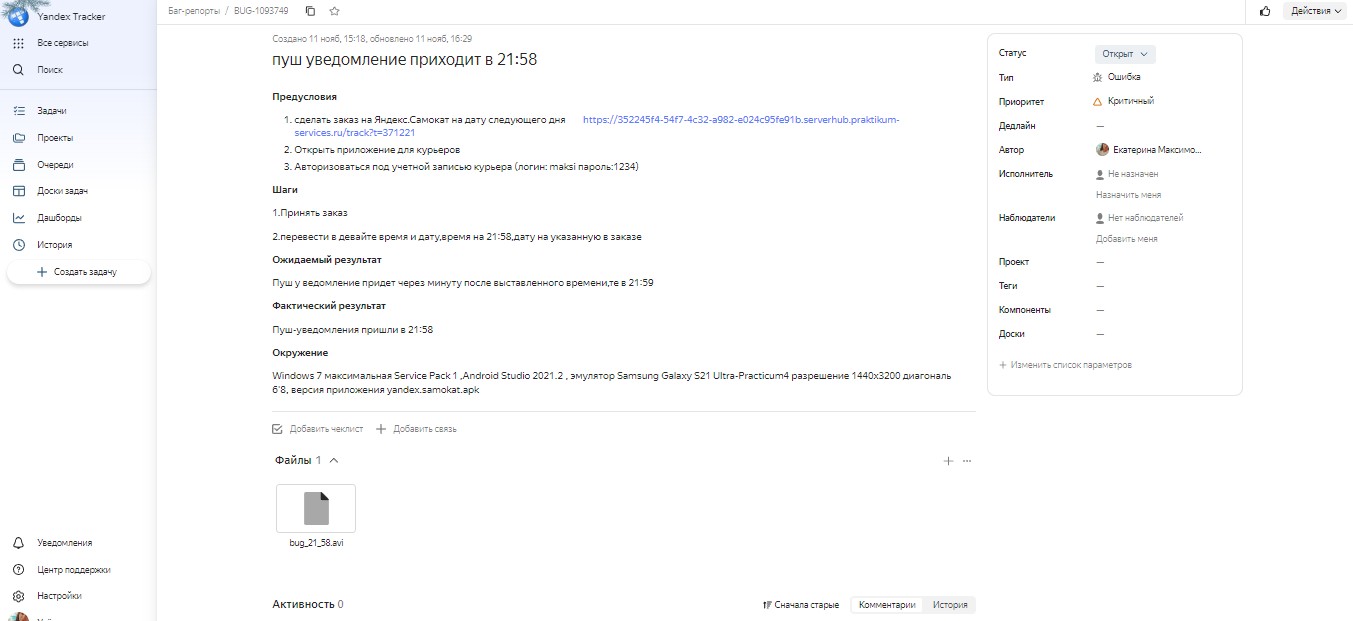 Yandex Tracker
Все сервисы
Поиск
Задачи
Проекты
Очереди
Доски задач
Дашборды
История
Создать задачу
Уведомления
Центр поддержки
Настройки
Баг-репорты / BUG-1093749
Действия
Создано 11 нояб, 15:18, обновлено 11 нояб, 16:29
пуш уведомление приходит в 21:58
Предусловия
1. сделать заказ на Яндекс.Самокат на дату следующего дня https://352245f4-54f7-4c32-a982-e024c95fe91b.serverhub.praktikum-
services.ru/track?t=371221
2. Открыть приложение для курьеров
3. Авторизоваться под учетной записью курьера (логин: maksi пароль:1234)
Шаги
1.Принять заказ
2.перевести в девайте время и дату,время на 21:58,дату на указанную в заказе
Ожидаемый результат
Пуш у ведомление придет через минуту после выставленного времени,те в 21:59
Фактический результат
Пуш-уведомления пришли в 21:58
Окружение
Windows 7 максимальная Service Pack 1 ,Android Studio 2021.2 , эмулятор Samsung Galaxy S21 Ultra-Practicum4 разрешение 1440х3200 диагональ
6'8, версия приложения yandex.samokat.apk
Добавить чеклист
Добавить связь
Файлы 1
bug_21_58.avi
Активность 0
Сначала старые
Комментарии
История
Статус Открыт
Тип Ошибка
Приоритет Критичный
Дедлайн —
Автор Екатерина Максимо...
Исполнитель Не назначен
Назначить меня
Наблюдатели Нет наблюдателей
Добавить меня
Проект —
Теги —
Компоненты —
Доски —
Изменить список параметров